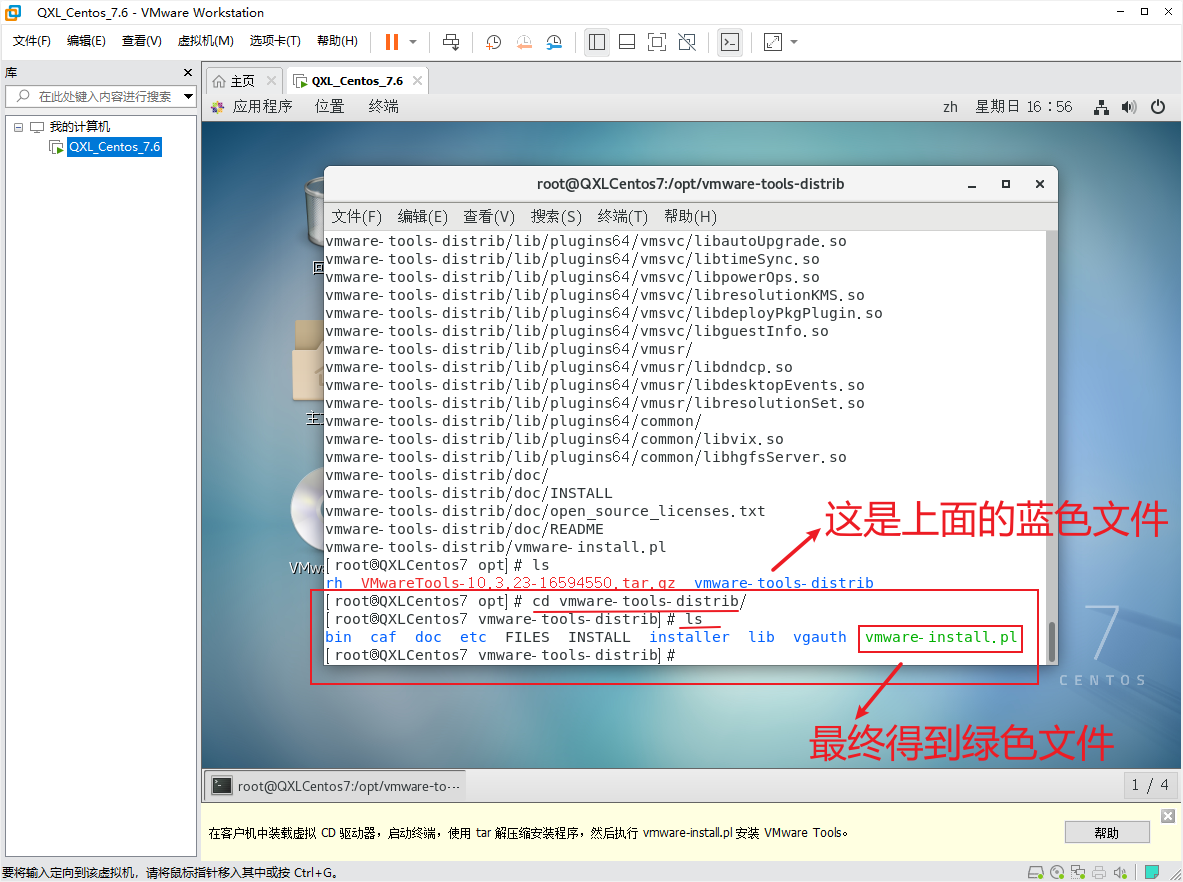 QXL_Centos_7.6 - VMware Workstation
文件(F) 编辑(E) 查看(V) 虚拟机(M) 选项卡(T) 帮助(H)
库
在此处键入内容进行搜索
我的计算机
QXL_Centos_7.6
主页 QXL_Centos_7.6
应用程序 位置 终端 zh 星期日 16：56
root@QXLCentos7:/opt/vmware-tools-distrib
文件(F) 编辑(E) 查看(V) 搜索(S) 终端(T) 帮助(H)
vmware-tools-distrib/lib/plugins64/vmsvc/libautoUpgrade.so
vmware-tools-distrib/lib/plugins64/vmsvc/libtimeSync.so
vmware-tools-distrib/lib/plugins64/vmsvc/libpowerOps.so
vmware-tools-distrib/lib/plugins64/vmsvc/libresolutionKMS.so
vmware-tools-distrib/lib/plugins64/vmsvc/libdeployPkgPlugin.so
vmware-tools-distrib/lib/plugins64/vmsvc/libguestInfo.so
vmware-tools-distrib/lib/plugins64/vmusr/
vmware-tools-distrib/lib/plugins64/vmusr/libdndcp.so
vmware-tools-distrib/lib/plugins64/vmusr/libdesktopEvents.so
vmware-tools-distrib/lib/plugins64/vmusr/libresolutionSet.so
vmware-tools-distrib/lib/plugins64/common/
vmware-tools-distrib/lib/plugins64/common/libvix.so
vmware-tools-distrib/lib/plugins64/common/libhgfsServer.so
vmware-tools-distrib/doc/
vmware-tools-distrib/doc/INSTALL
vmware-tools-distrib/doc/open_source_licenses.txt
vmware-tools-distrib/doc/README
vmware-tools-distrib/vmware-install.pl
[root@QXLCentos7 opt]# ls
rh VMwareTools-10.3.23-16594550.tar.gz vmware-tools-distrib
[root@QXLCentos7 opt]# cd vmware-tools-distrib/
[root@QXLCentos7 vmware-tools-distrib]# ls
bin caf doc etc FILES INSTALL installer lib vgauth vmware-install.pl
[root@QXLCentos7 vmware-tools-distrib]#
这是上面的蓝色文件
最终得到绿色文件
回
主
VMw
7
CENTOS
root@QXLCentos7:/opt/vmware-to··· 1 / 4
在客户机中装载虚拟 CD 驱动器，启动终端，使用 tar 解压缩安装程序，然后执行 vmware-install.pl 安装 VMware Tools。
帮助
要将输入定向到该虚拟机，请将鼠标指针移入其中或按 Ctrl+G。